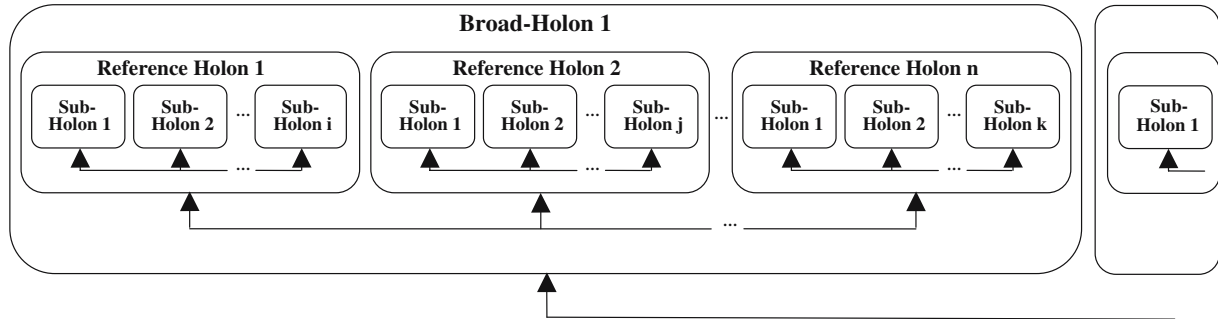 Broad-Holon 1
Reference Holon 1
Reference Holon 2
Reference Holon n
Sub-
Holon 1
Sub-
Holon 2
...
Sub-
Holon i
Sub-
Holon 1
Sub-
Holon 2
...
Sub-
Holon j
...
Sub-
Holon 1
Sub-
Holon 2
...
Sub-
Holon k
Sub-
Holon 1
...
...
...
...